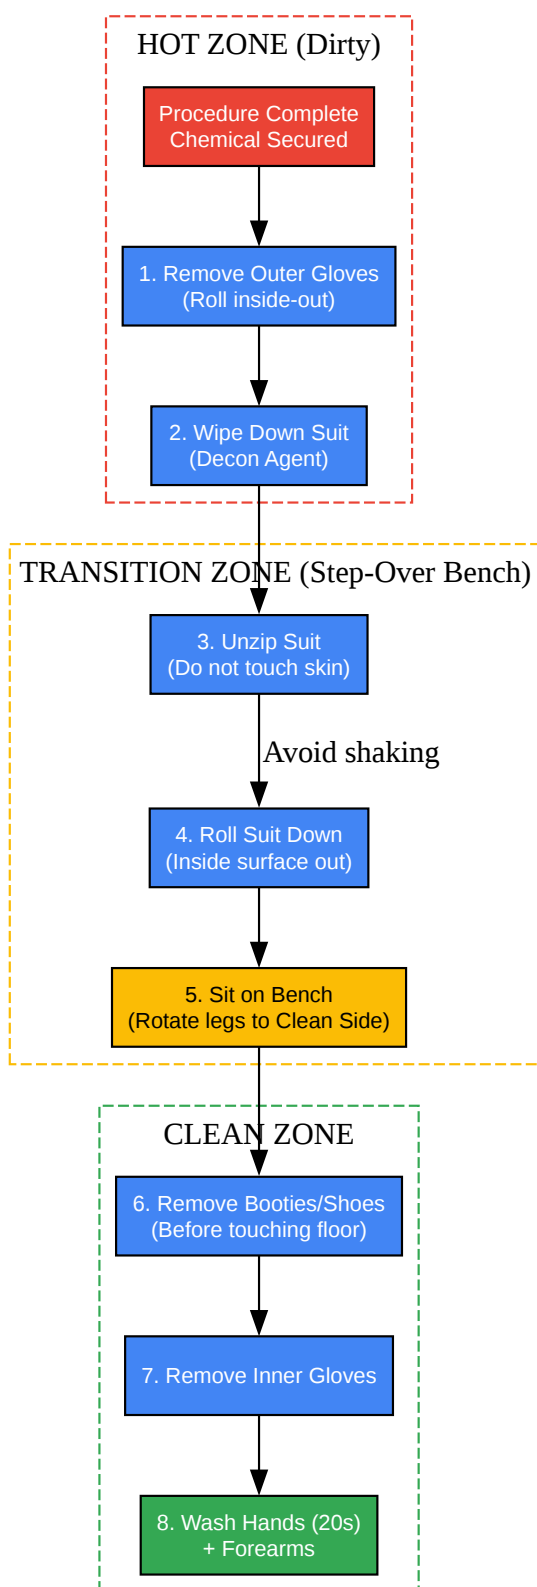 HOT ZONE (Dirty)
Procedure Complete
Chemical Secured
1. Remove Outer Gloves
(Roll inside-out)
2. Wipe Down Suit
(Decon Agent)
TRANSITION ZONE (Step-Over Bench)
3. Unzip Suit
(Do not touch skin)
Avoid shaking
4. Roll Suit Down
(Inside surface out)
5. Sit on Bench
(Rotate legs to Clean Side)
CLEAN ZONE
6. Remove Booties/Shoes
(Before touching floor)
7. Remove Inner Gloves
8. Wash Hands (20s)
+ Forearms